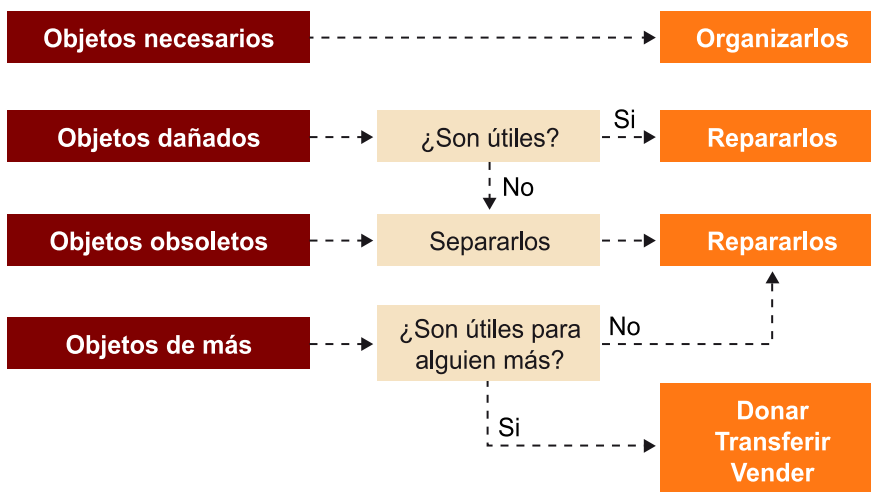 Objetos necesarios
Organizarlos
Objetos dañados
¿Son útiles?
Si
Repararlos
No
Objetos obsoletos
Separarlos
Repararlos
Objetos de más
¿Son útiles para
alguien más?
No
Si
Donar
Transferir
Vender